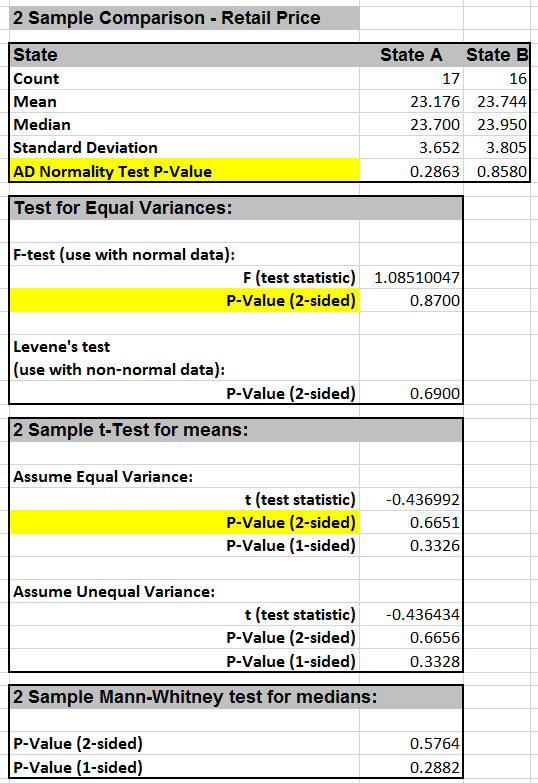 2 Sample Comparison - Retail Price
State State A State B
Count 17 16
Mean 23.176 23.744
Median 23.700 23.950
Standard Deviation 3.652 3.805
AD Normality Test P-Value 0.2863 0.8580
Test for Equal Variances:
F-test (use with normal data):
F (test statistic) 1.08510047
P-Value (2-sided) 0.8700
Levene's test
(use with non-normal data):
P-Value (2-sided) 0.6900
2 Sample t-Test for means:
Assume Equal Variance:
t (test statistic) -0.436992
P-Value (2-sided) 0.6651
P-Value (1-sided) 0.3326
Assume Unequal Variance:
t (test statistic) -0.436434
P-Value (2-sided) 0.6656
P-Value (1-sided) 0.3328
2 Sample Mann-Whitney test for medians:
P-Value (2-sided) 0.5764
P-Value (1-sided) 0.2882